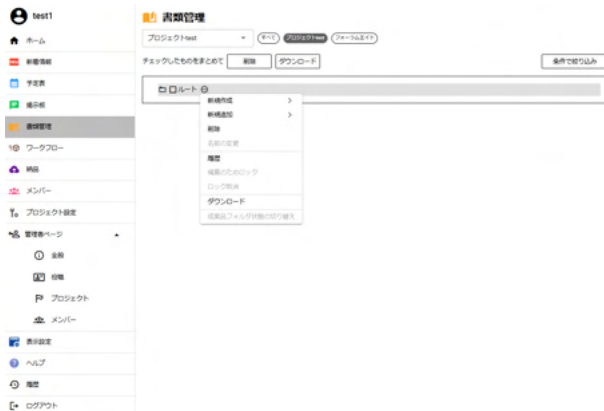 test1
ホーム
新着情報
予定表
掲示板
書類管理
ワークフロー
納品
メンバー
プロジェクト設定
管理者ページ
全般
役職
プロジェクト
メンバー
表示設定
ヘルプ
履歴
ログアウト
書類管理
プロジェクトtest
すべて
プロジェクトtest
フォーラムエイト
チェックしたものをまとめて
削除
ダウンロード
条件で絞り込み
ルート
新規作成
新規追加
削除
名前の変更
履歴
編集のためロック
ロック取消
ダウンロード
成果品フォルダ状態の切り替え